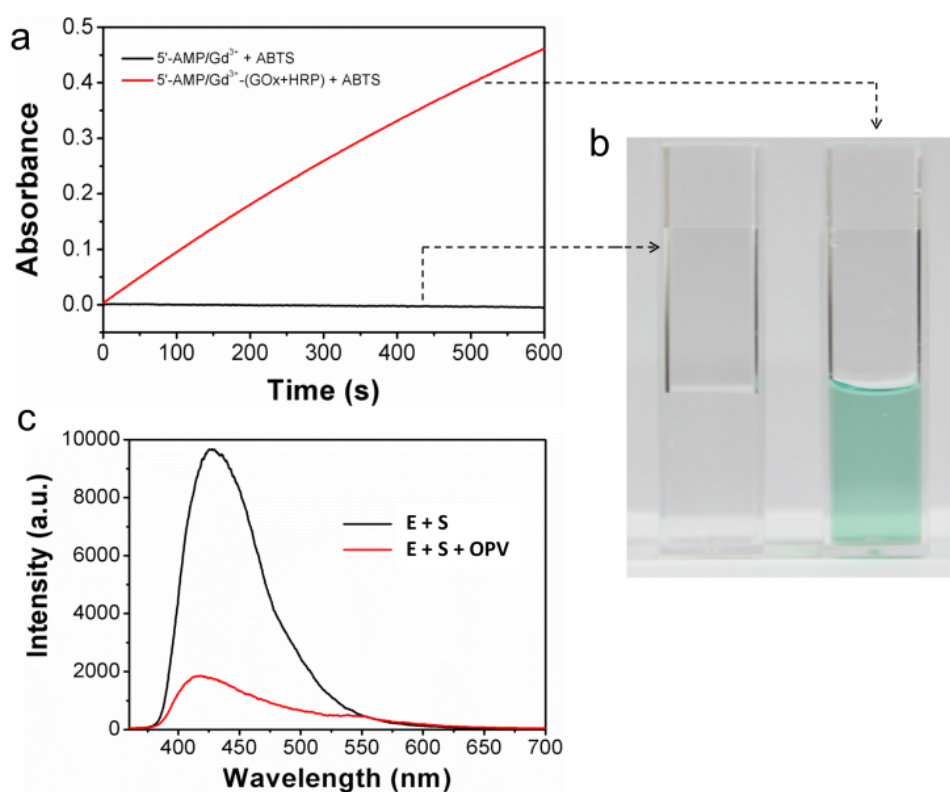 a
Absorbance
0.5
0.4
0.3
0.2
0.1
0.0
5'-AMP/Gd³⁺ + ABTS
5'-AMP/Gd³⁺-(GOx+HRP) + ABTS
0 100 200 300 400 500 600
Time (s)
b
c
Intensity (a.u.)
10000
8000
6000
4000
2000
0
E + S
E + S + OPV
400 450 500 550 600 650 700
Wavelength (nm)